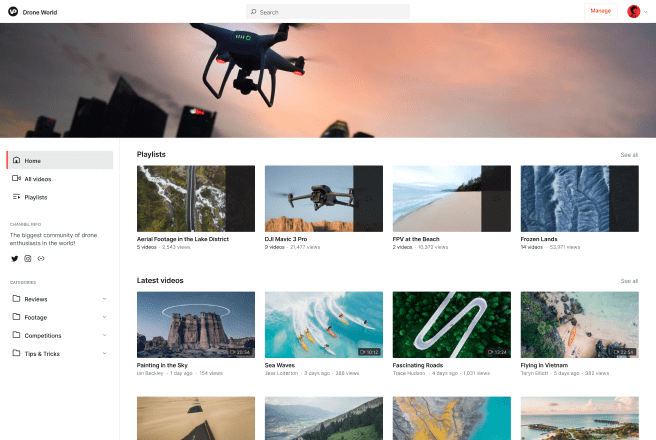 Drone World
Search
Manage
Home
All videos
Playlists
CHANNEL INFO
The biggest community of drone
enthusiasts in the world!
CATEGORIES
Reviews
Footage
Competitions
Tips & Tricks
Playlists
See all
Aerial Footage in the Lake District
5 videos · 2,543 views
DJI Mavic 3 Pro
9 videos · 21,477 views
FPV at the Beach
2 videos · 10,372 views
Frozen Lands
14 videos · 53,971 views
Latest videos
See all
20:54
Painting in the Sky
Ian Beckley · 1 day ago · 154 views
10:12
Sea Waves
Jess Lotterton · 3 days ago · 388 views
13:24
Fascinating Roads
Trace Hudson · 4 days ago · 1,031 views
22:54
Flying in Vietnam
Taryn Elliott · 5 days ago · 982 views